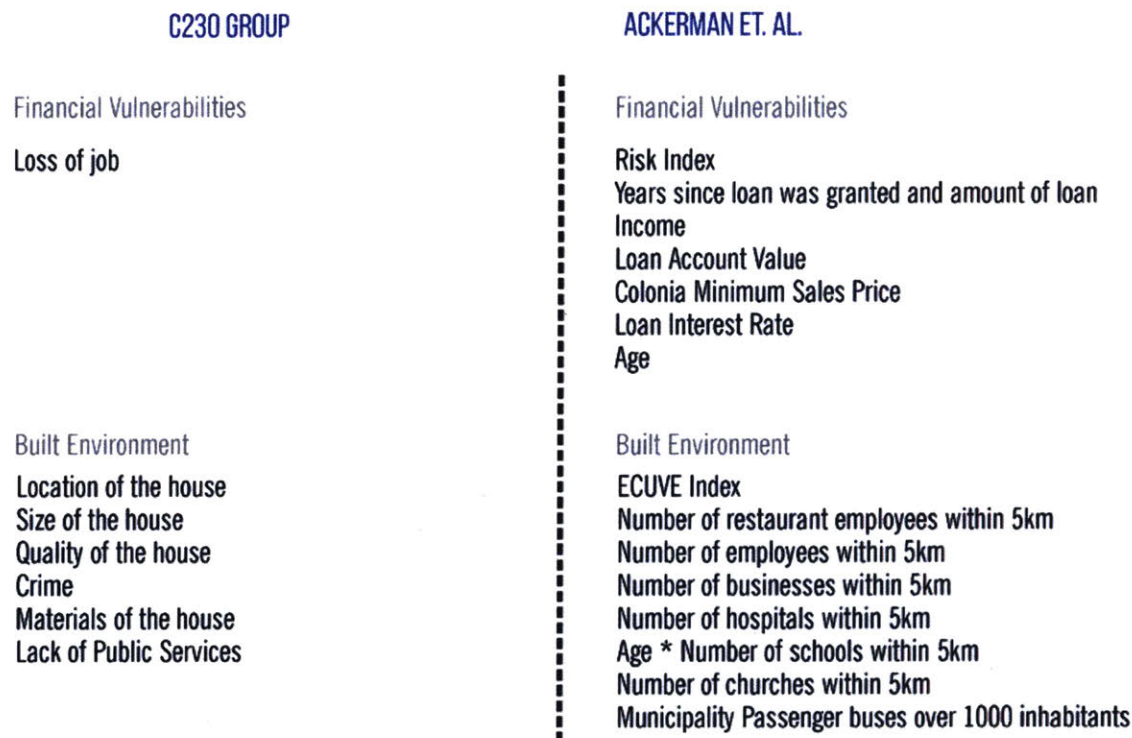 C230 GROUP
ACKERMAN ET. AL.
Financial Vulnerabilities
Loss of job
Financial Vulnerabilities
Risk Index
Years since loan was granted and amount of loan
Income
Loan Account Value
Colonia Minimum Sales Price
Loan Interest Rate
Age
Built Environment
Location of the house
Size of the house
Quality of the house
Crime
Materials of the house
Lack of Public Services
Built Environment
ECUVE Index
Number of restaurant employees within 5km
Number of employees within 5km
Number of businesses within 5km
Number of hospitals within 5km
Age * Number of schools within 5km
Number of churches within 5km
Municipality Passenger buses over 1000 inhabitants